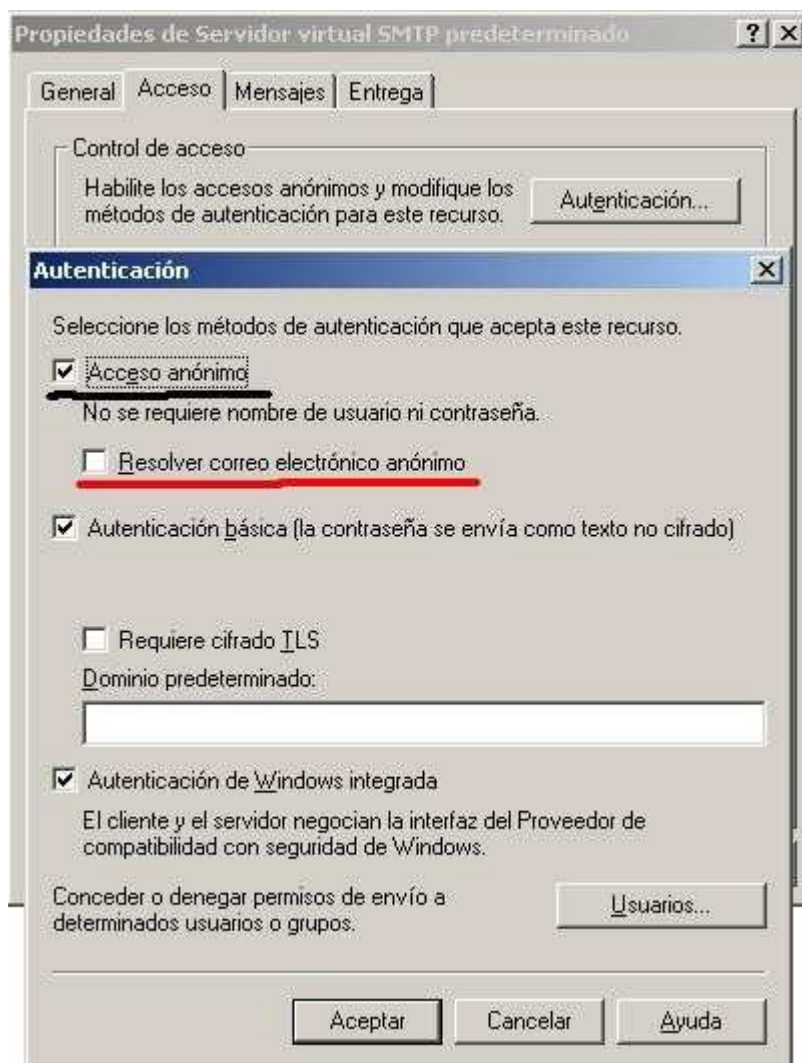 Propiedades de Servidor virtual SMTP predeterminado
General Acceso Mensajes Entrega
Control de acceso
Habilite los accesos anónimos y modifique los
métodos de autenticación para este recurso.
Autenticación...
Autenticación
Seleccione los métodos de autenticación que acepta este recurso.
Acceso anónimo
No se requiere nombre de usuario ni contraseña.
Resolver correo electrónico anónimo
Autenticación básica (la contraseña se envía como texto no cifrado)
Requiere cifrado TLS
Dominio predeterminado:
Autenticación de Windows integrada
El cliente y el servidor negocian la interfaz del Proveedor de
compatibilidad con seguridad de Windows.
Conceder o denegar permisos de envío a
determinados usuarios o grupos.
Usuarios...
Aceptar Cancelar Ayuda